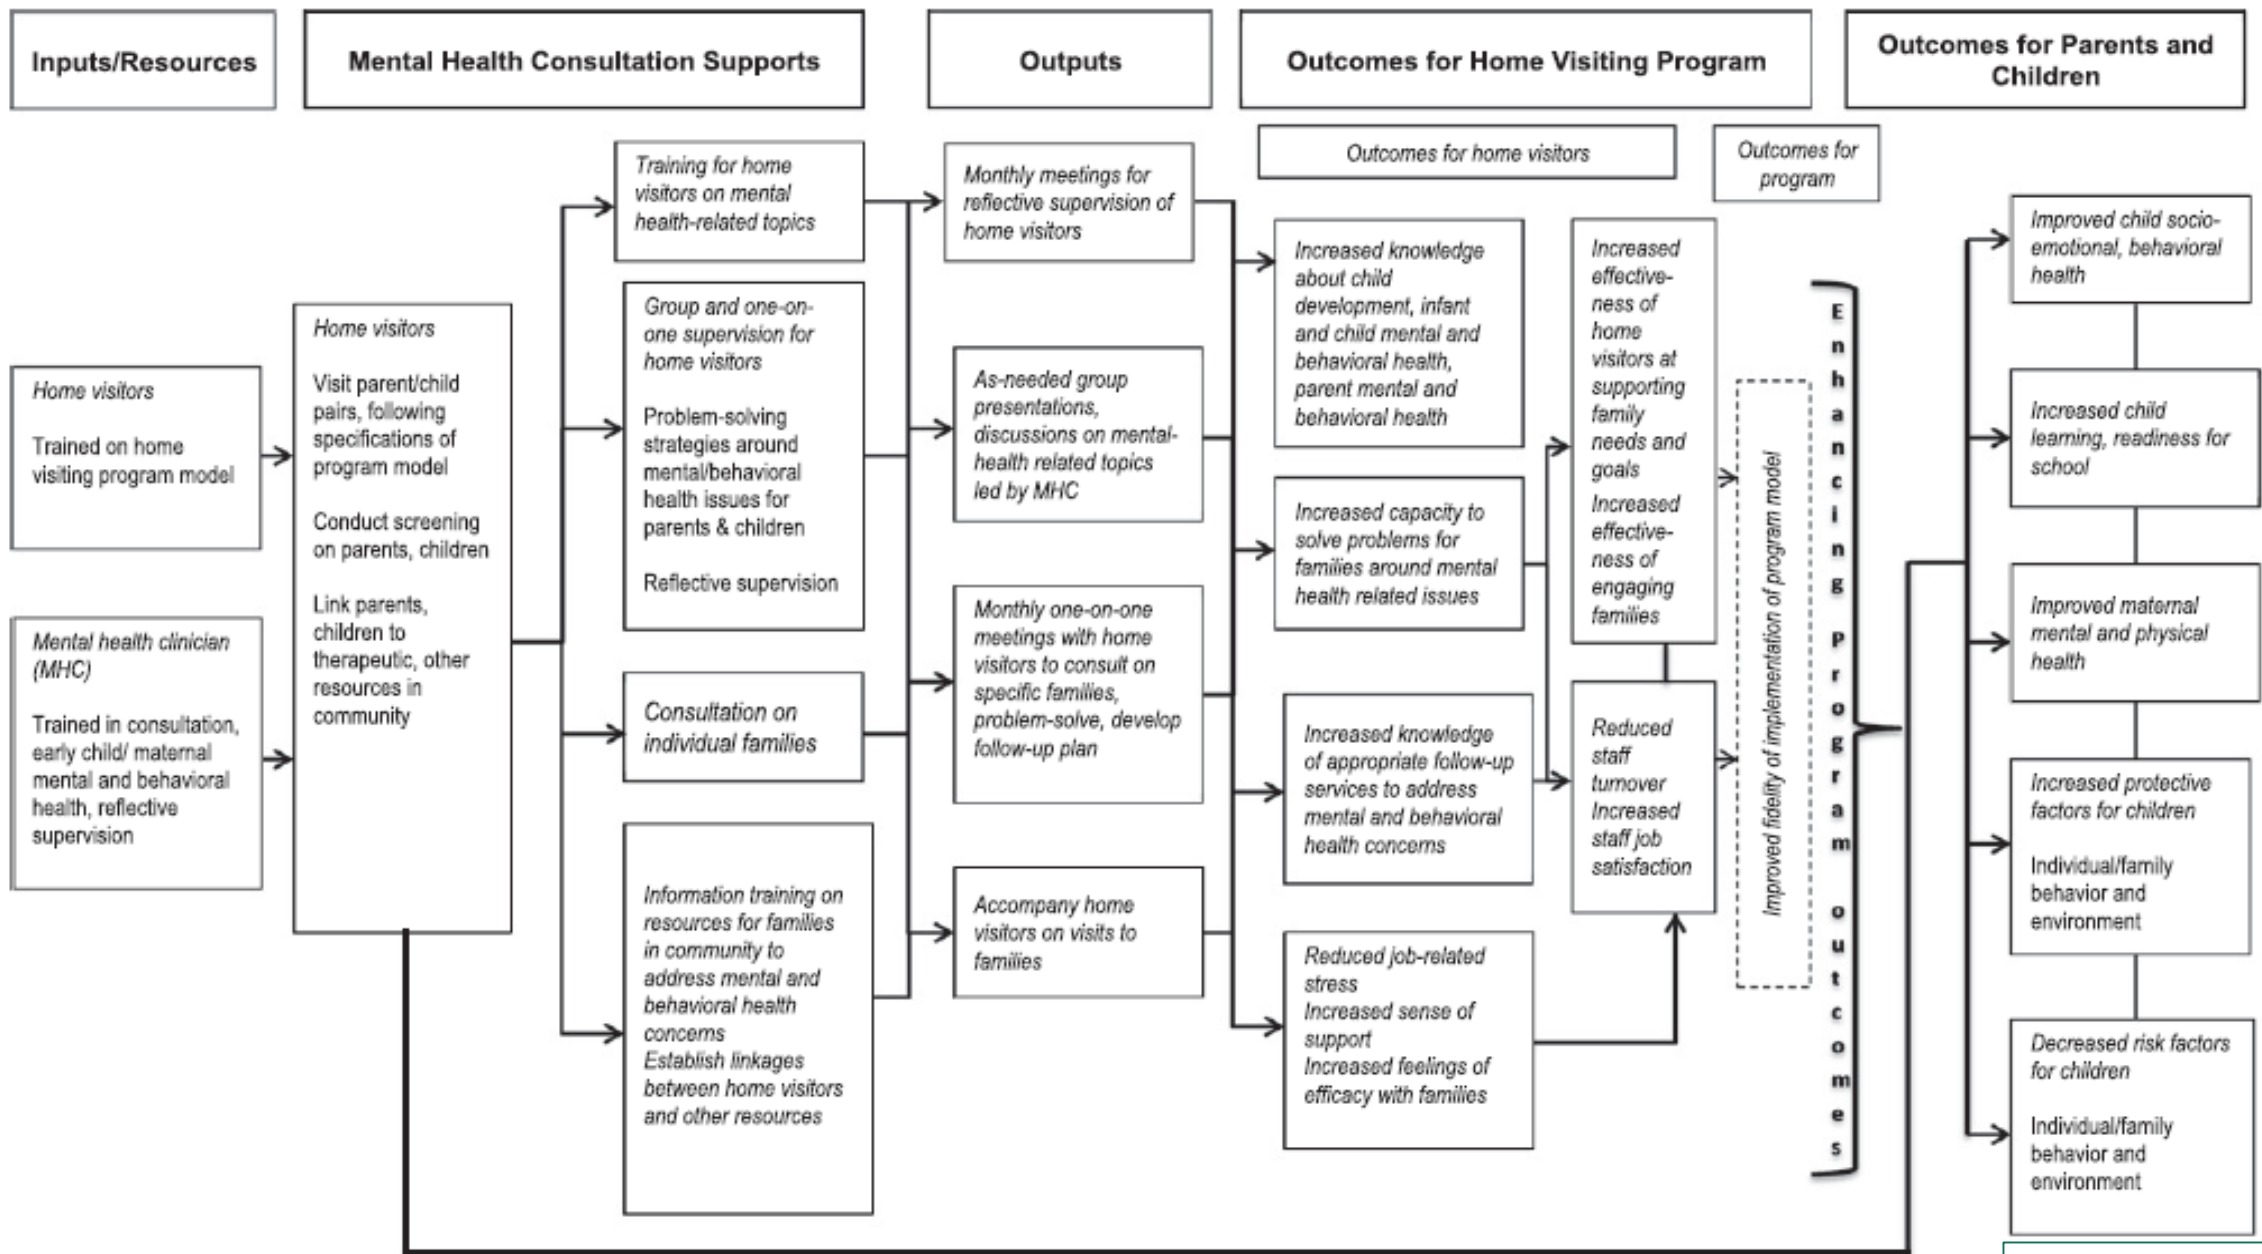 Inputs/Resources
Mental Health Consultation Supports
Outputs
Outcomes for Home Visiting Program
Outcomes for Parents and
Children
Home visitors
Trained on home
visiting program model
Mental health clinician
(MHC)
Trained in consultation,
early child/ maternal
mental and behavioral
health, reflective
supervision
Home visitors
Visit parent/child
pairs, following
specifications of
program model
Conduct screening
on parents, children
Link parents,
children to
therapeutic, other
resources in
community
Training for home
visitors on mental
health-related topics
Group and one-on-
one supervision for
home visitors
Problem-solving
strategies around
mental/behavioral
health issues for
parents & children
Reflective supervision
Consultation on
individual families
Information training on
resources for families
in community to
address mental and
behavioral health
concerns
Establish linkages
between home visitors
and other resources
Monthly meetings for
reflective supervision of
home visitors
As-needed group
presentations,
discussions on mental-
health related topics
led by MHC
Monthly one-on-one
meetings with home
visitors to consult on
specific families,
problem-solve, develop
follow-up plan
Accompany home
visitors on visits to
families
Outcomes for home visitors
Increased knowledge
about child
development, infant
and child mental and
behavioral health,
parent mental and
behavioral health
Increased capacity to
solve problems for
families around mental
health related issues
Increased knowledge
of appropriate follow-up
services to address
mental and behavioral
health concerns
Reduced job-related
stress
Increased sense of
support
Increased feelings of
efficacy with families
Increased
effective-
ness of
home
visitors at
supporting
family
needs and
goals
Increased
effective-
ness of
engaging
families
Reduced
staff
turnover
Increased
staff job
satisfaction
Outcomes for
program
Improved fidelity of implementation of program model
Enhancing Program outcomes
Improved child socio-
emotional, behavioral
health
Increased child
learning, readiness for
school
Improved maternal
mental and physical
health
Increased protective
factors for children
Individual/family
behavior and
environment
Decreased risk factors
for children
Individual/family
behavior and
environment